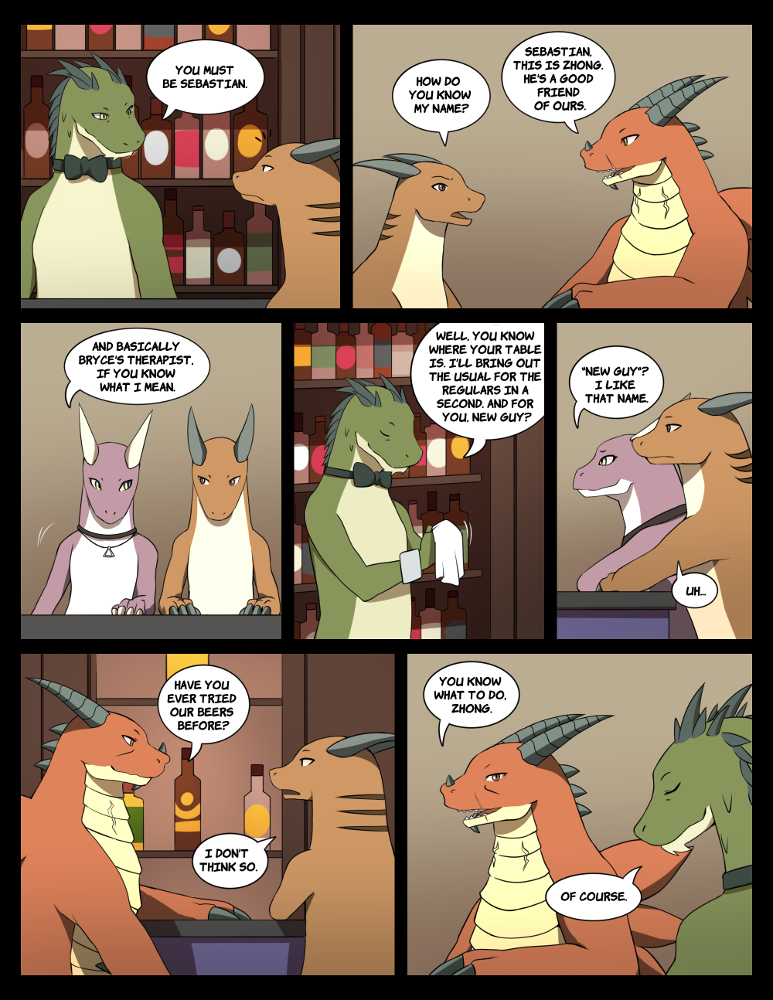 YOU MUST
BE SEBASTIAN.
HOW DO
YOU KNOW
MY NAME?
SEBASTIAN,
THIS IS ZHONG.
HE'S A GOOD
FRIEND
OF OURS.
AND BASICALLY
BRYCE'S THERAPIST,
IF YOU KNOW
WHAT I MEAN.
WELL, YOU KNOW
WHERE YOUR TABLE
IS. I'LL BRING OUT
THE USUAL FOR THE
REGULARS IN A
SECOND. AND FOR
YOU, NEW GUY?
"NEW GUY"?
I LIKE
THAT NAME.
UH...
HAVE YOU
EVER TRIED
OUR BEERS
BEFORE?
I DON'T
THINK SO.
YOU KNOW
WHAT TO DO,
ZHONG.
OF COURSE.